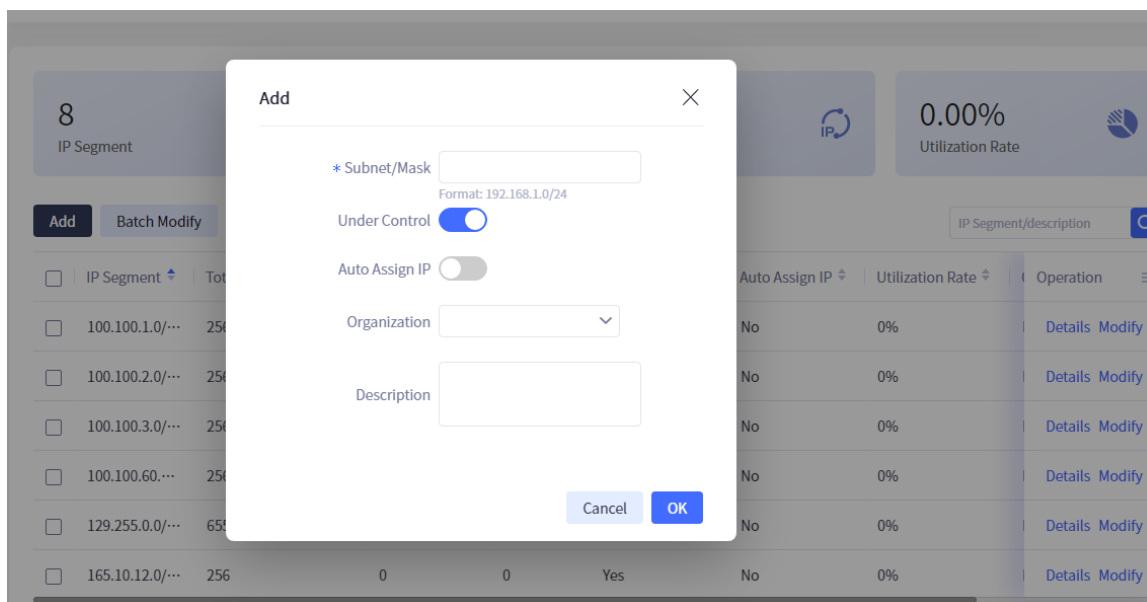 8
IP Segment
IP
0.00%
Utilization Rate
Add
* Subnet/Mask
Format: 192.168.1.0/24
Under Control
Auto Assign IP
Organization
Description
Cancel OK
Add Batch Modify
IP Segment/description
IP Segment Auto Assign IP Utilization Rate Operation
100.100.1.0/··· No 0% Details Modify
100.100.2.0/··· No 0% Details Modify
100.100.3.0/··· No 0% Details Modify
100.100.60.··· No 0% Details Modify
129.255.0.0/··· No 0% Details Modify
165.10.12.0/··· 256 0 0 Yes No 0% Details Modify